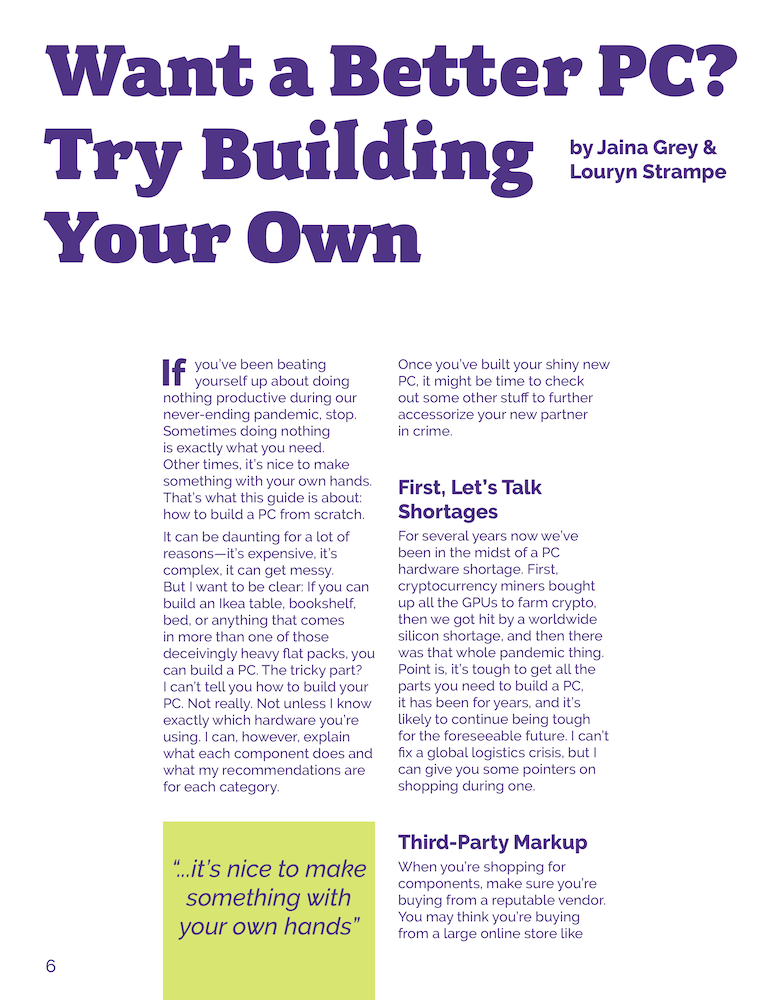 Want a Better PC?
Try Building
Your Own
by Jaina Grey &
Louryn Strampe
If you've been beating
yourself up about doing
nothing productive during our
never-ending pandemic, stop.
Sometimes doing nothing
is exactly what you need.
Other times, it's nice to make
something with your own hands.
That's what this guide is about:
how to build a PC from scratch.
It can be daunting for a lot of
reasons—it's expensive, it's
complex, it can get messy.
But I want to be clear: If you can
build an Ikea table, bookshelf,
bed, or anything that comes
in more than one of those
deceivingly heavy flat packs, you
can build a PC. The tricky part?
I can't tell you how to build your
PC. Not really. Not unless I know
exactly which hardware you're
using. I can, however, explain
what each component does and
what my recommendations are
for each category.
“...it's nice to make
something with
your own hands”
Once you've built your shiny new
PC, it might be time to check
out some other stuff to further
accessorize your new partner
in crime.
First, Let's Talk
Shortages
For several years now we've
been in the midst of a PC
hardware shortage. First,
cryptocurrency miners bought
up all the GPUs to farm crypto,
then we got hit by a worldwide
silicon shortage, and then there
was that whole pandemic thing.
Point is, it's tough to get all the
parts you need to build a PC,
it has been for years, and it's
likely to continue being tough
for the foreseeable future. I can't
fix a global logistics crisis, but I
can give you some pointers on
shopping during one.
Third-Party Markup
When you're shopping for
components, make sure you're
buying from a reputable vendor.
You may think you're buying
from a large online store like
6